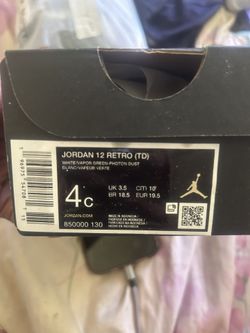 JORDAN 12 RETRO (TD)
WHITE/VAPOR GREEN-PHOTON DUST
BLANC/VAPEUR VERTE
4C
UK 3.5 CM 10
BR 18.5 EUR 19.5
JORDAN.COM
850000 130
MADE IN INDONESIA